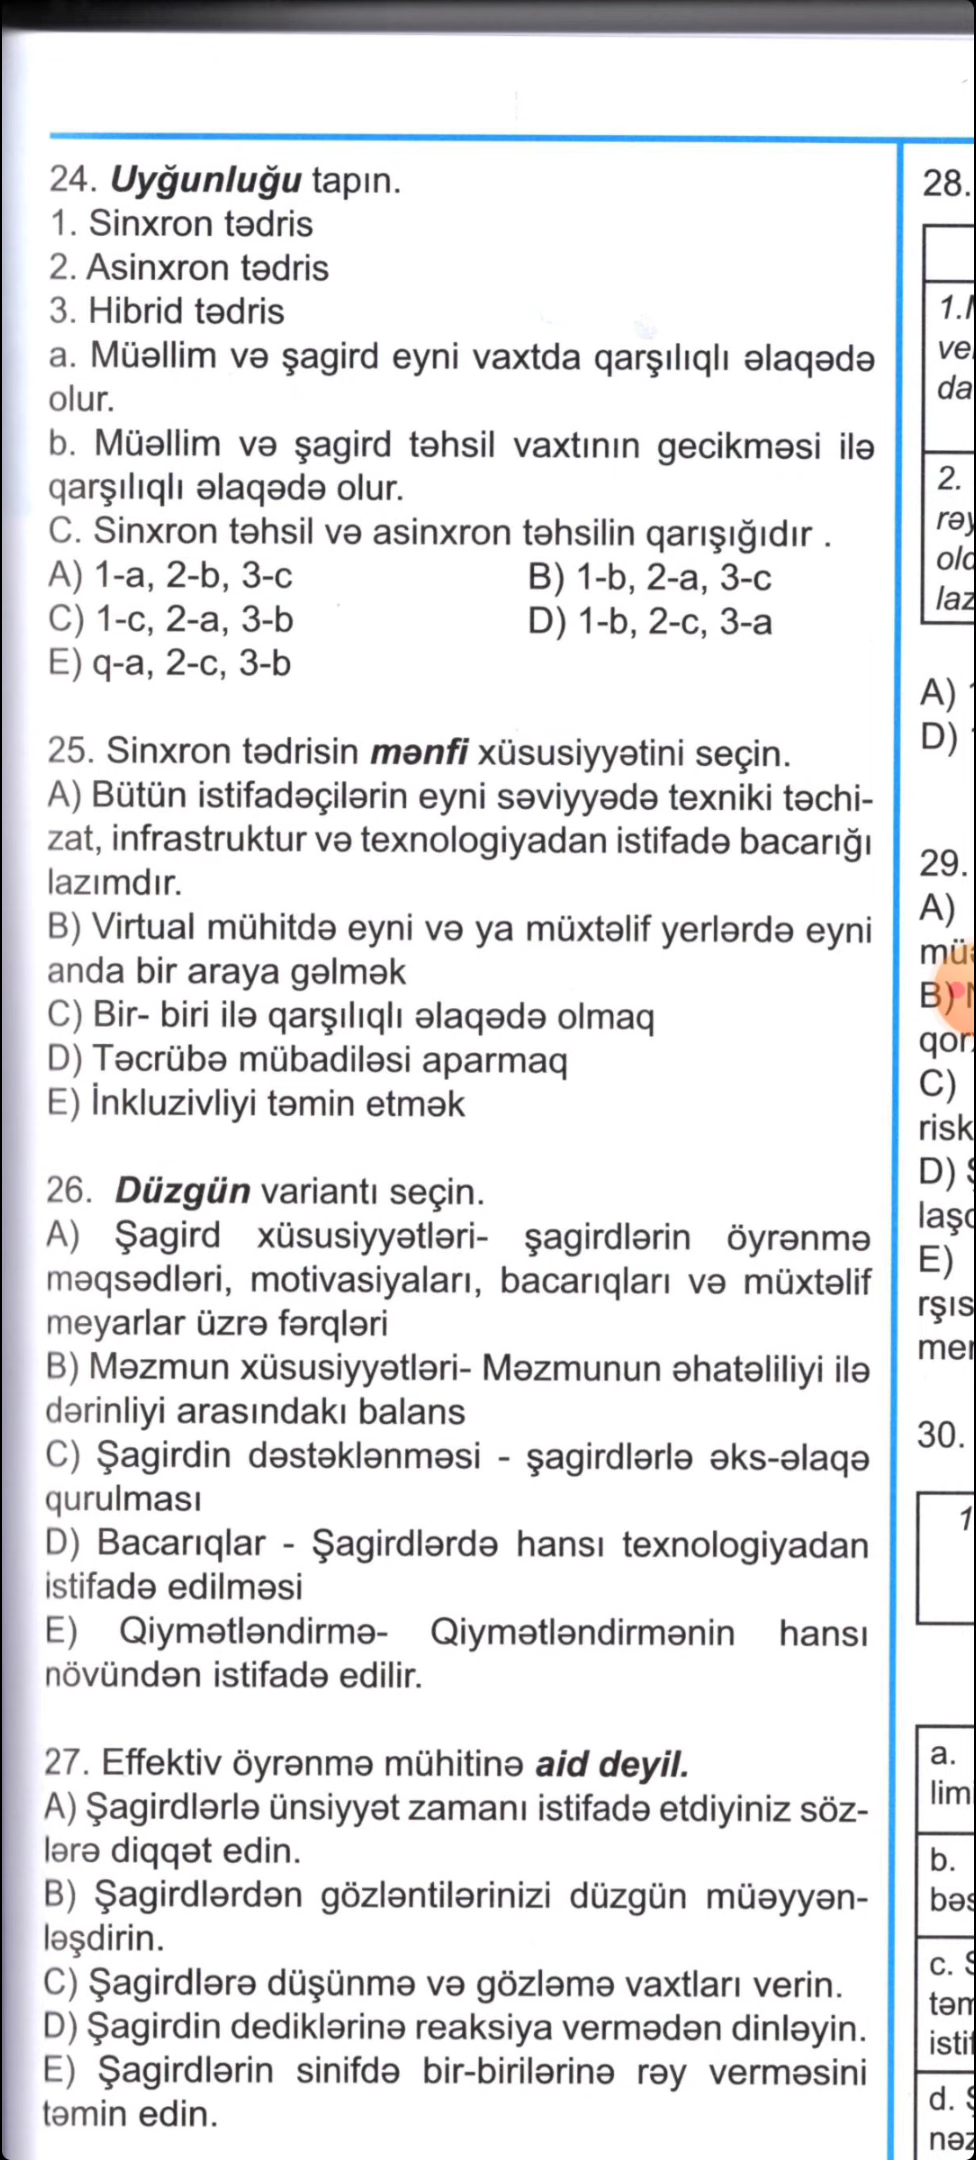 24. Uyğunluğu tapın.
1. Sinxron tədris
2. Asinxron tədris
3. Hibrid tədris
a. Müəllim və şagird eyni vaxtda qarşılıqlı əlaqədə
olur.
b. Müəllim və şagird təhsil vaxtının gecikməsi ilə
qarşılıqlı əlaqədə olur.
C. Sinxron təhsil və asinxron təhsilin qarışığıdır .
A) 1-a, 2-b, 3-c B) 1-b, 2-a, 3-c
C) 1-c, 2-a, 3-b D) 1-b, 2-c, 3-a
E) q-a, 2-c, 3-b
25. Sinxron tədrisin mənfi xüsusiyyətini seçin.
A) Bütün istifadəçilərin eyni səviyyədə texniki təchi-
zat, infrastruktur və texnologiyadan istifadə bacarığı
lazımdır.
B) Virtual mühitdə eyni və ya müxtəlif yerlərdə eyni
anda bir araya gəlmək
C) Bir- biri ilə qarşılıqlı əlaqədə olmaq
D) Təcrübə mübadiləsi aparmaq
E) İnkluzivliyi təmin etmək
26. Düzgün variantı seçin.
A) Şagird xüsusiyyətləri- şagirdlərin öyrənmə
məqsədləri, motivasiyaları, bacarıqları və müxtəlif
meyarlar üzrə fərqləri
B) Məzmun xüsusiyyətləri- Məzmunun əhatəliliyi ilə
dərinliyi arasındakı balans
C) Şagirdin dəstəklənməsi - şagirdlərlə əks-əlaqə
qurulması
D) Bacarıqlar - Şagirdlərdə hansı texnologiyadan
istifadə edilməsi
E) Qiymətləndirmə- Qiymətləndirmənin hansı
növündən istifadə edilir.
27. Effektiv öyrənmə mühitinə aid deyil.
A) Şagirdlərlə ünsiyyət zamanı istifadə etdiyiniz söz-
lərə diqqət edin.
B) Şagirdlərdən gözləntilərinizi düzgün müəyyən-
ləşdirin.
C) Şagirdlərə düşünmə və gözləmə vaxtları verin.
D) Şagirdin dediklərinə reaksiya vermədən dinləyin.
E) Şagirdlərin sinifdə bir-birilərinə rəy verməsini
təmin edin.
28.
2.
A)
D)
29.
A)
B)
C)
risk
D)
E)
30.
1
a.
b.
c.
d.